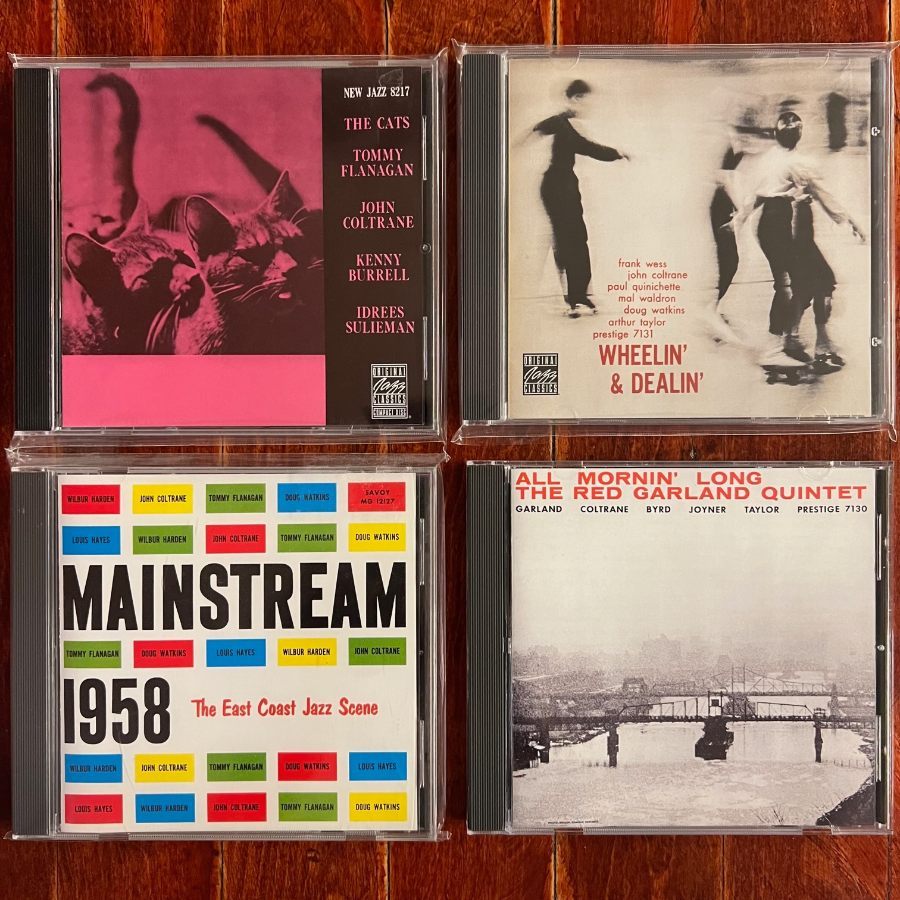 NEW JAZZ 8217
THE CATS
TOMMY
FLANAGAN
JOHN
COLTRANE
KENNY
BURRELL
IDREES
SULIEMAN
ORIGINAL
Jazz
CLASSICS
COMPACT DISC
frank wess
john coltrane
paul quinichette
mal waldron
doug watkins
arthur taylor
prestige 7131
WHEELIN'
& DEALIN'
ORIGINAL
Jazz
CLASSICS
WILBUR HARDEN JOHN COLTRANE TOMMY FLANAGAN DOUG WATKINS SAVOY
MG 12127
LOUIS HAYES WILBUR HARDEN JOHN COLTRANE TOMMY FLANAGAN DOUG WATKINS
MAINSTREAM
TOMMY FLANAGAN DOUG WATKINS LOUIS HAYES WILBUR HARDEN JOHN COLTRANE
1958 The East Coast Jazz Scene
WILBUR HARDEN JOHN COLTRANE TOMMY FLANAGAN DOUG WATKINS LOUIS HAYES
LOUIS HAYES WILBUR HARDEN JOHN COLTRANE TOMMY FLANAGAN DOUG WATKINS
ALL MORNIN' LONG
THE RED GARLAND QUINTET
GARLAND COLTRANE BYRD JOYNER TAYLOR PRESTIGE 7130